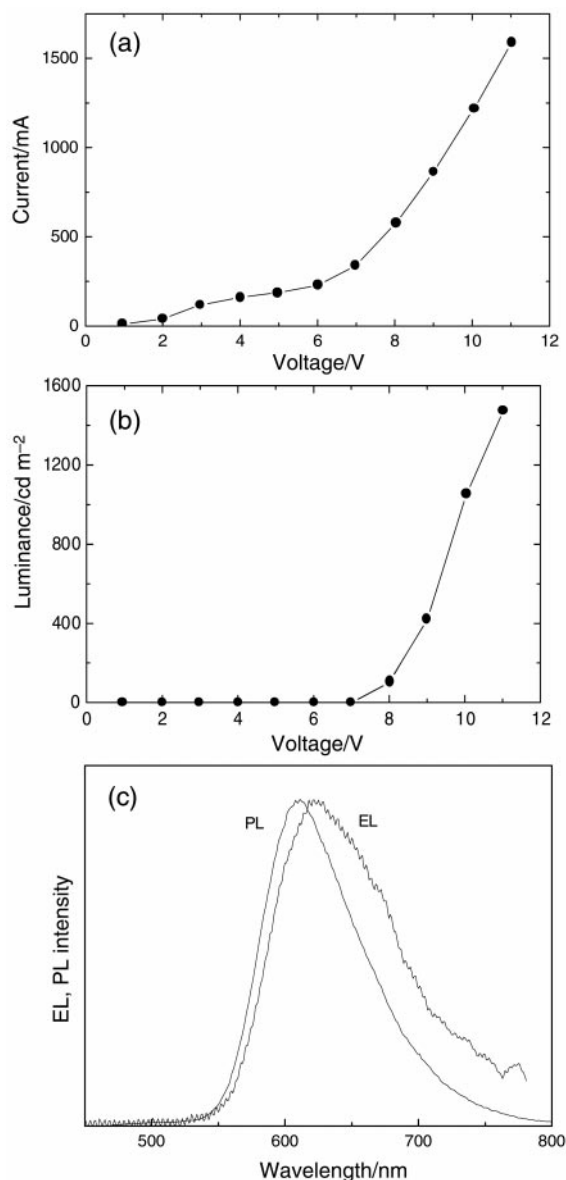 (a)
1500
1000
500
0
Current/mA
0 2 4 6 8 10 12
Voltage/V
(b)
1600
1200
800
400
0
Luminance/cd m⁻²
0 2 4 6 8 10 12
Voltage/V
(c)
PL EL
EL, PL intensity
500 600 700 800
Wavelength/nm